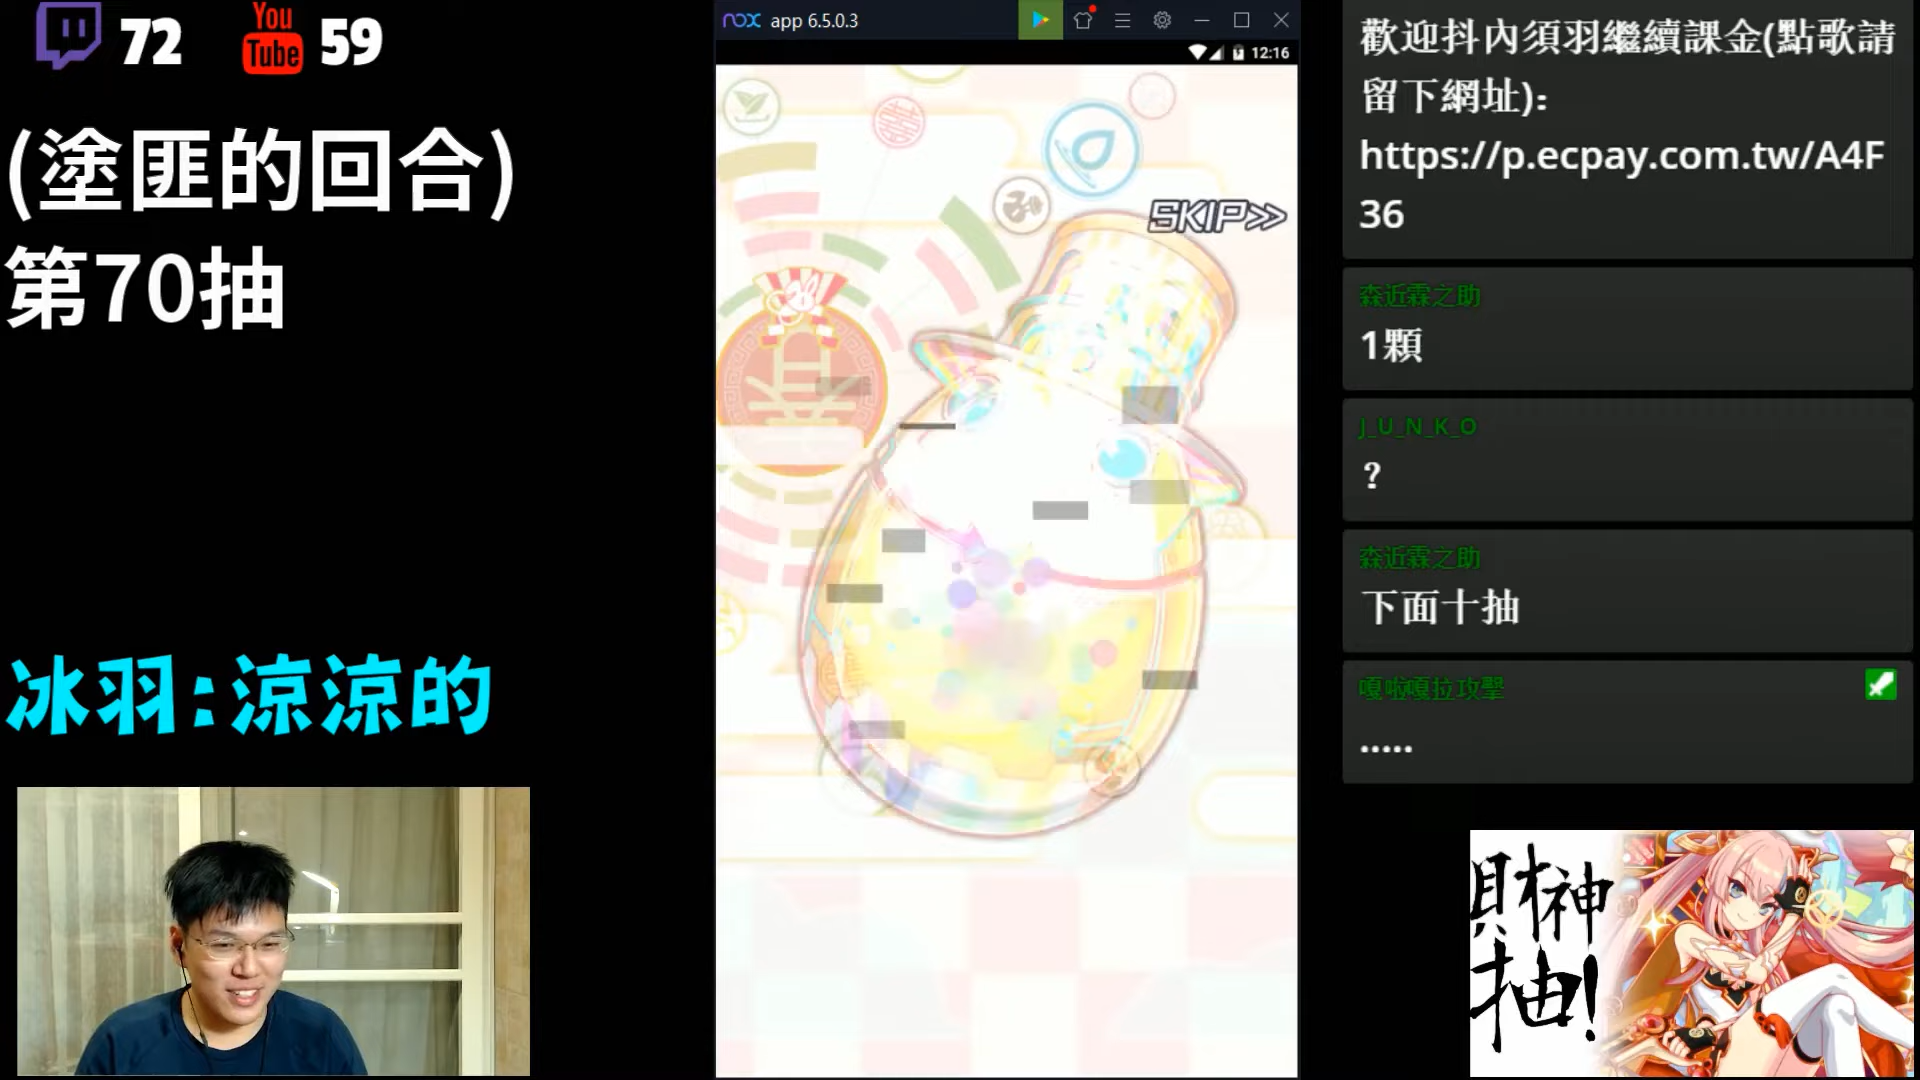 72
You
Tube
59
(塗匪的回合)
第70抽
冰羽:涼涼的
nox app 6.5.0.3
12:16
SKIP>>
春
歡迎抖內須羽繼續課金(點歌請
留下網址):
https://p.ecpay.com.tw/A4F
36
森近霖之助
1顆
J_U_N_K_O
?
森近霖之助
下面十抽
嘎啦嘎拉攻擊
.....
財神
抽!